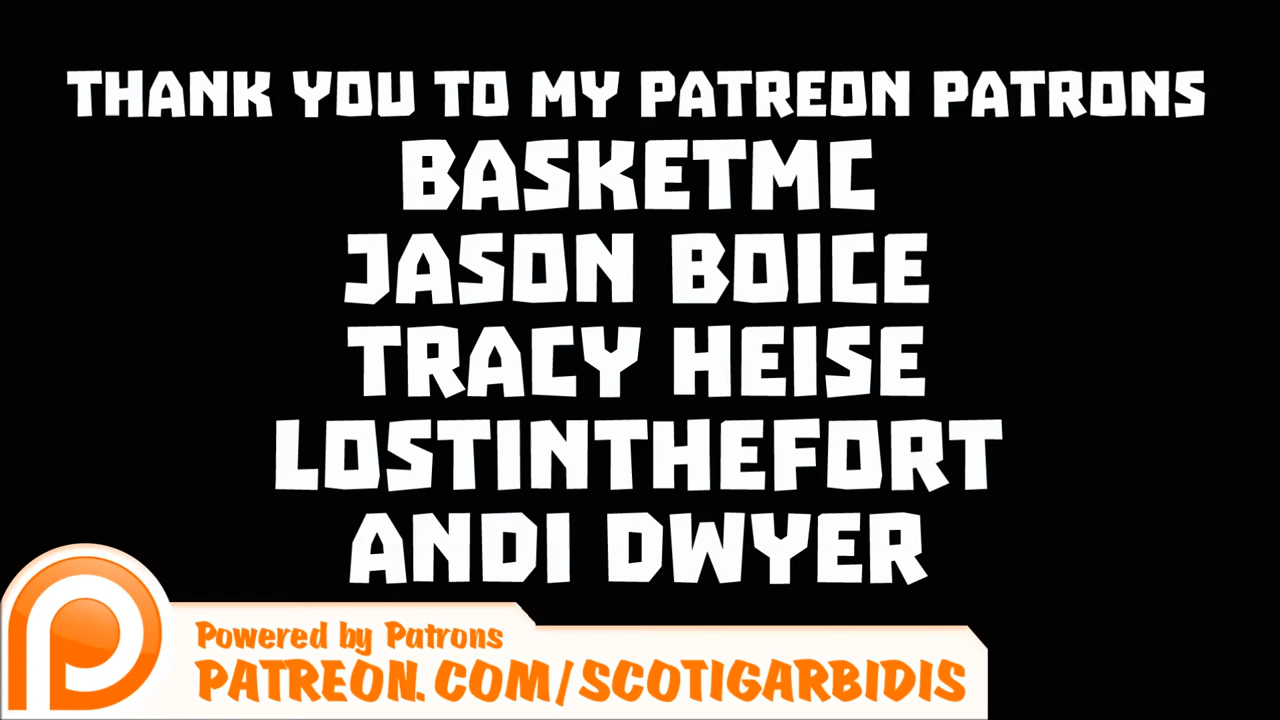 THANK YOU TO MY PATREON PATRONS
BASKETMC
JASON BOICE
TRACY HEISE
LOSTINTHEFORT
ANDI DWYER
Powered by Patrons
PATREON.COM/SCOTIGARBIDIS